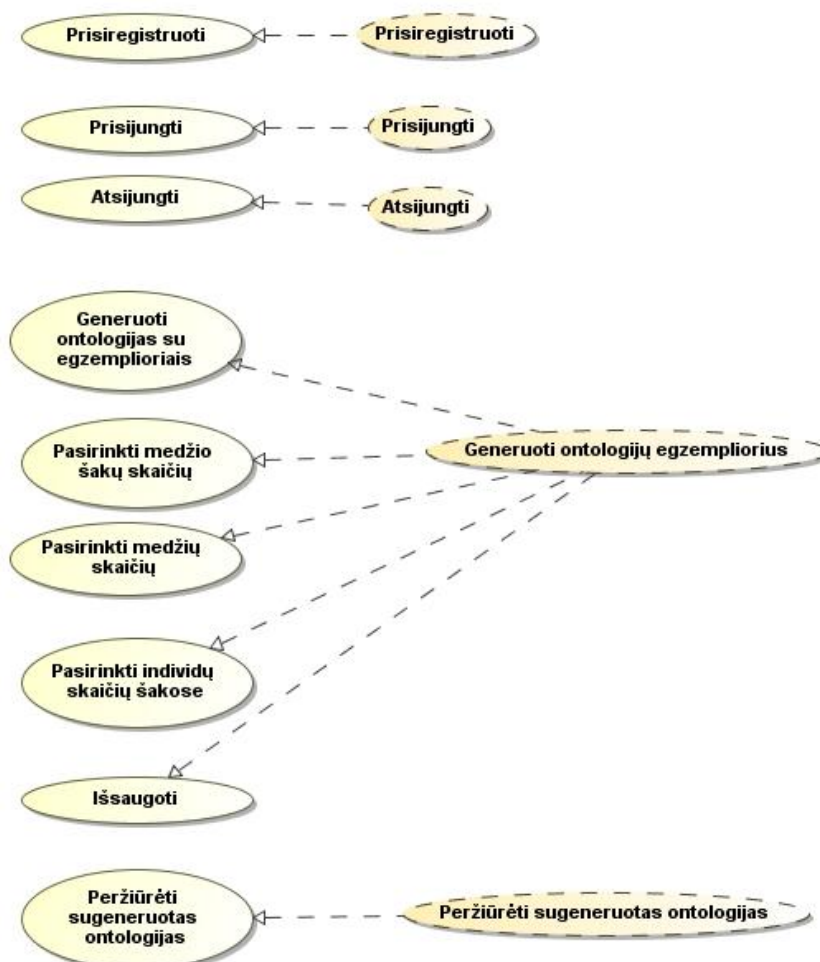 Prisiregistruoti
Prisiregistruoti
Prisijungti
Prisijungti
Atsijungti
Atsijungti
Generuoti
ontologijas su
egzemplioriais
Pasirinkti medžio
šakų skaičių
Generuoti ontologijų egzempliorius
Pasirinkti medžių
skaičių
Pasirinkti individų
skaičių šakose
Išsaugoti
Peržiūrėti
sugeneruotas
ontologijas
Peržiūrėti sugeneruotas ontologijas